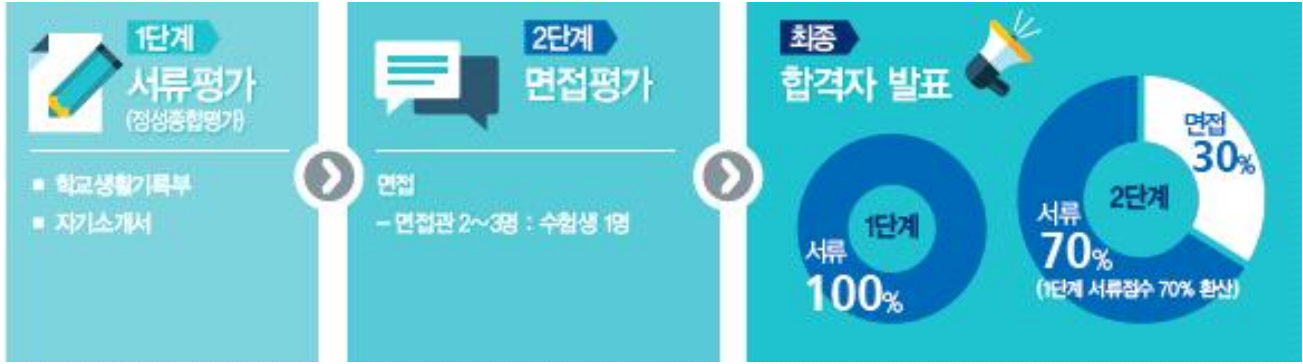 1단계
서류평가
(정성종합평가)
■ 학교생활기록부
■ 자기소개서
2단계
면접평가
면접
– 면접관 2~3명 : 수험생 1명
최종
합격자 발표
1단계
서류
100%
2단계
면접
30%
서류
70%
(1단계 서류점수 70% 환산)